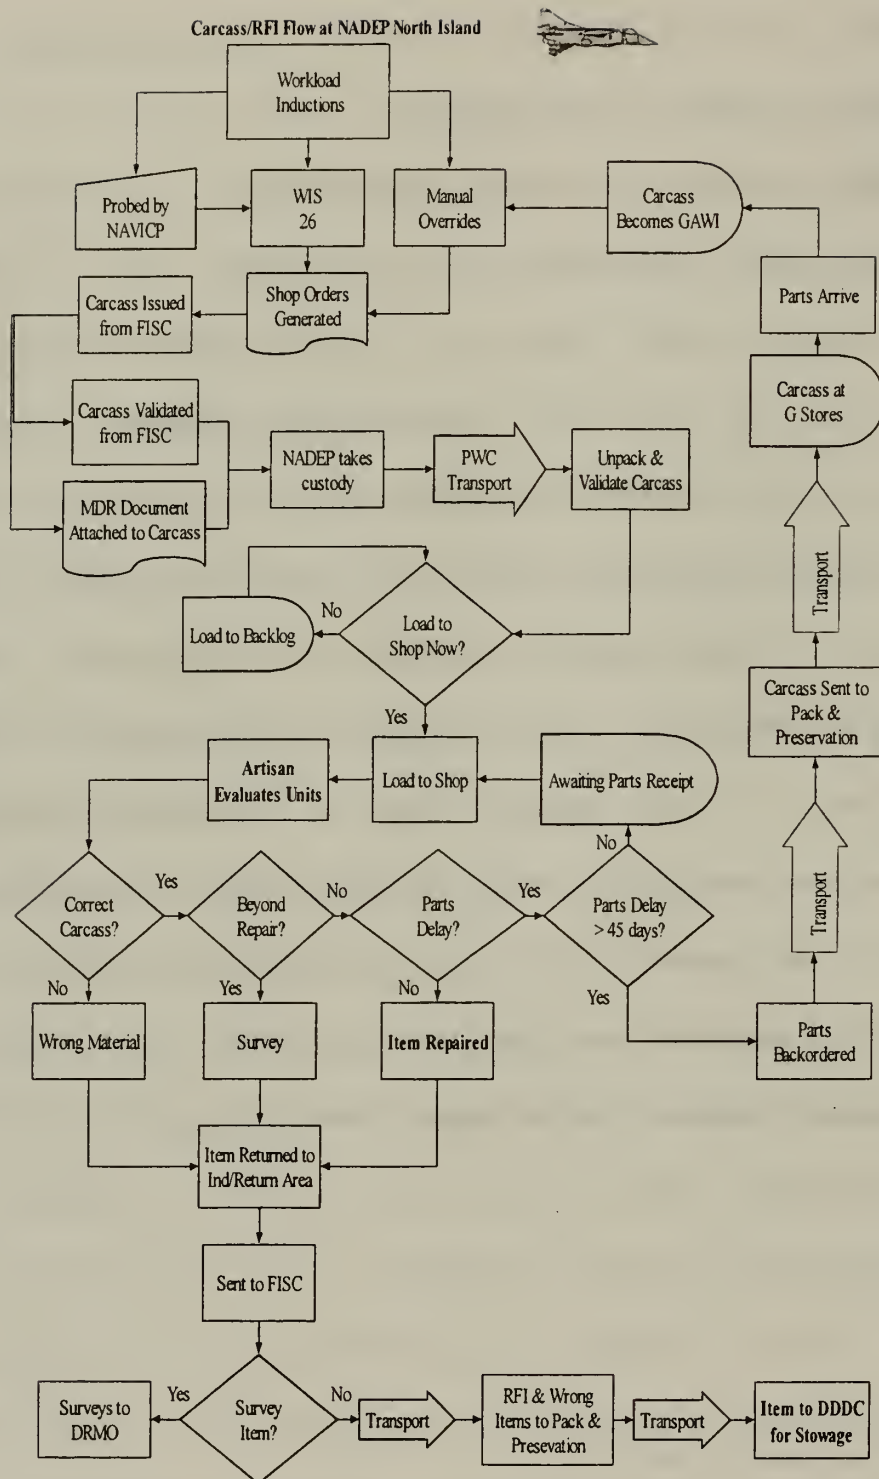 Carcass/RFI Flow at NADEP North Island
Workload
Inductions
Probed by
NAVICP
WIS
26
Manual
Overrides
Carcass
Becomes GAWI
Carcass Issued
from FISC
Shop Orders
Generated
Parts Arrive
Carcass at
G Stores
Carcass Validated
from FISC
MDR Document
Attached to Carcass
NADEP takes
custody
PWC
Transport
Unpack &
Validate Carcass
Transport
Load to Backlog
No
Load to
Shop Now?
Yes
Carcass Sent to
Pack &
Preservation
Artisan
Evaluates Units
Load to Shop
Awaiting Parts Receipt
No
Transport
Correct
Carcass?
Yes
Beyond
Repair?
No
Parts
Delay?
Yes
Parts Delay
> 45 days?
No
Yes
No
Yes
Wrong Material
Survey
Item Repaired
Parts
Backordered
Item Returned to
Ind/Return Area
Sent to FISC
Surveys to
DRMO
Yes
Survey
Item?
No
Transport
RFI & Wrong
Items to Pack &
Presevation
Transport
Item to DDDC
for Stowage